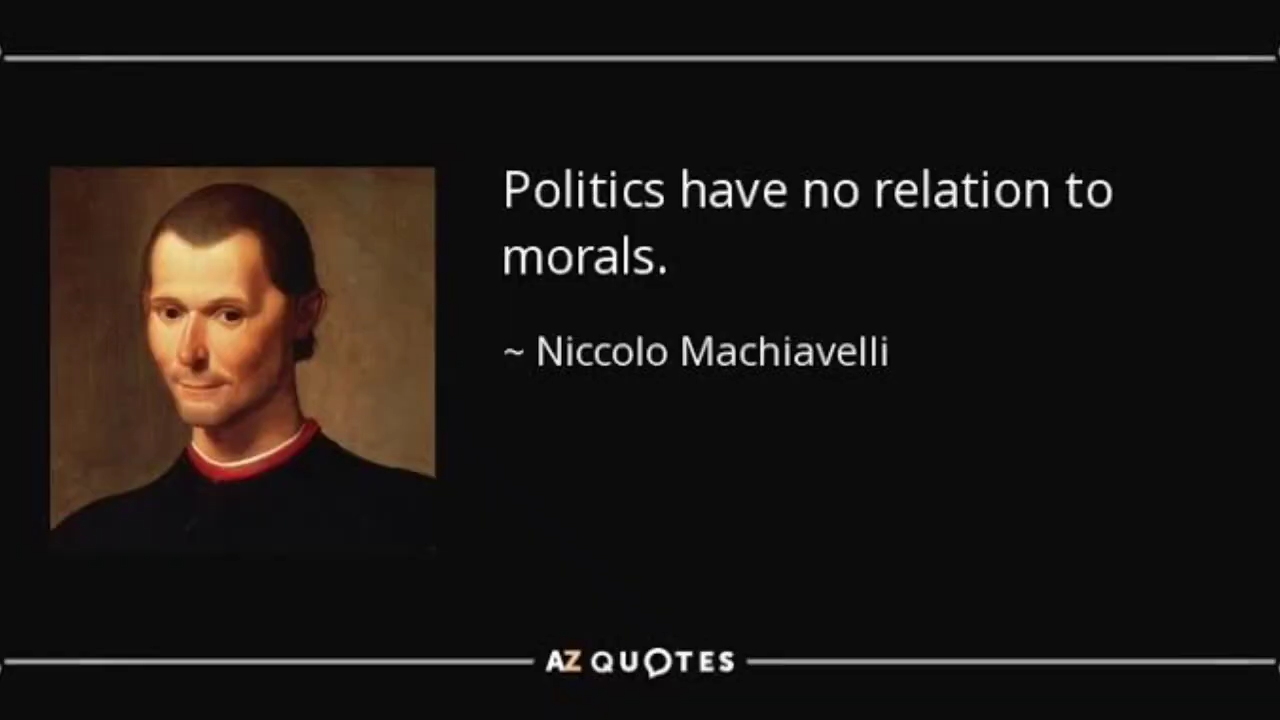 Politics have no relation to
morals.
~ Niccolo Machiavelli
AZ QUOTES